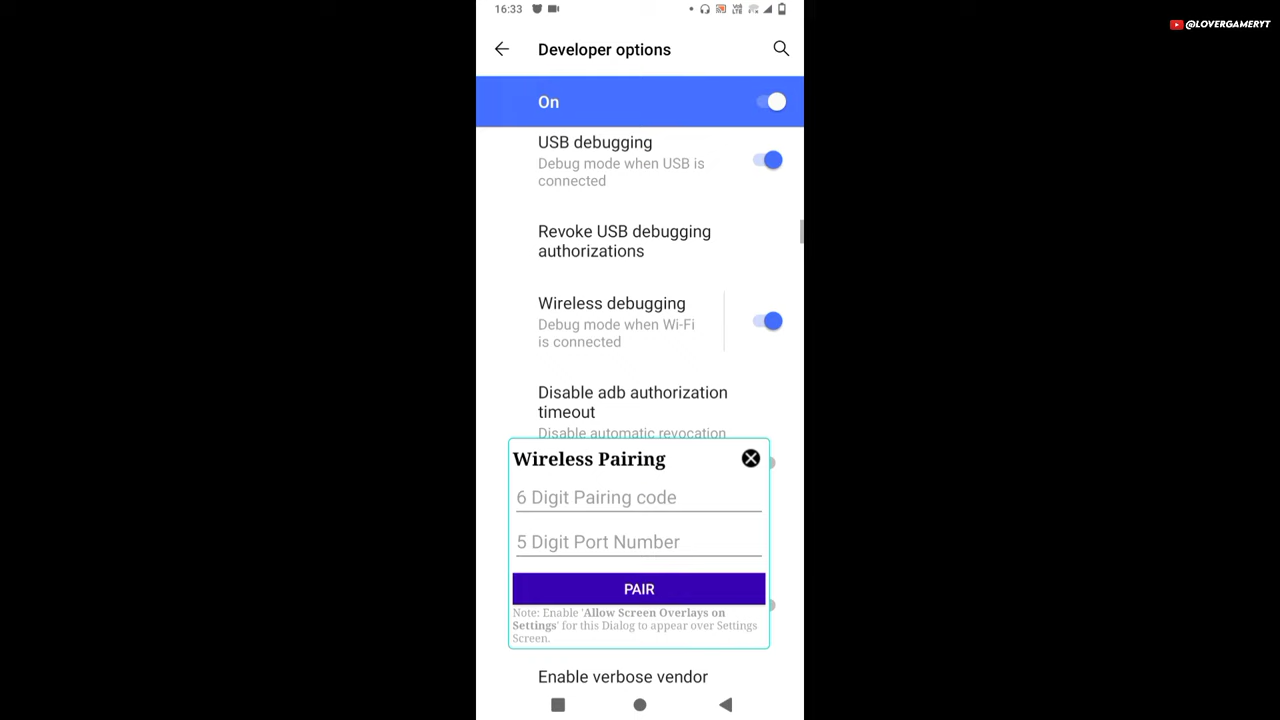 16:33
@LOVERGAMERYT
Developer options
On
USB debugging
Debug mode when USB is
connected
Revoke USB debugging
authorizations
Wireless debugging
Debug mode when Wi-Fi
is connected
Disable adb authorization
timeout
Disable automatic revocation
Wireless Pairing
6 Digit Pairing code
5 Digit Port Number
PAIR
Note: Enable 'Allow Screen Overlays on
Settings' for this Dialog to appear over Settings
Screen.
Enable verbose vendor